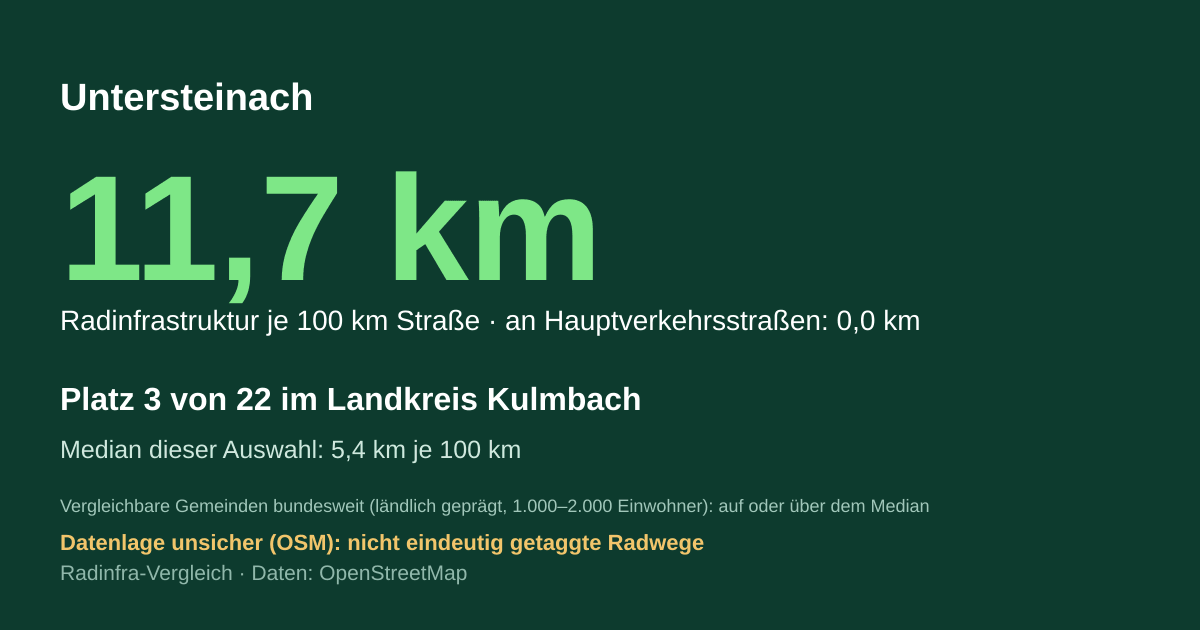 Untersteinach
11,7 km
Radinfrastruktur je 100 km Straße · an Hauptverkehrsstraßen: 0,0 km
Platz 3 von 22 im Landkreis Kulmbach
Median dieser Auswahl: 5,4 km je 100 km
Vergleichbare Gemeinden bundesweit (ländlich geprägt, 1.000–2.000 Einwohner): auf oder über dem Median
Datenlage unsicher (OSM): nicht eindeutig getaggte Radwege
Radinfra-Vergleich · Daten: OpenStreetMap